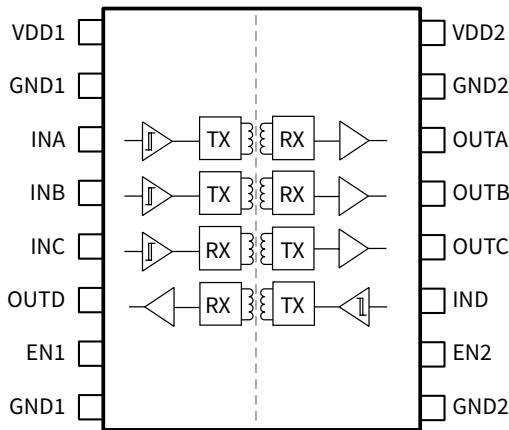 VDD1 VDD2
GND1 GND2
INA TX RX OUTA
INB TX RX OUTB
INC RX TX OUTC
OUTD RX TX IND
EN1 EN2
GND1 GND2